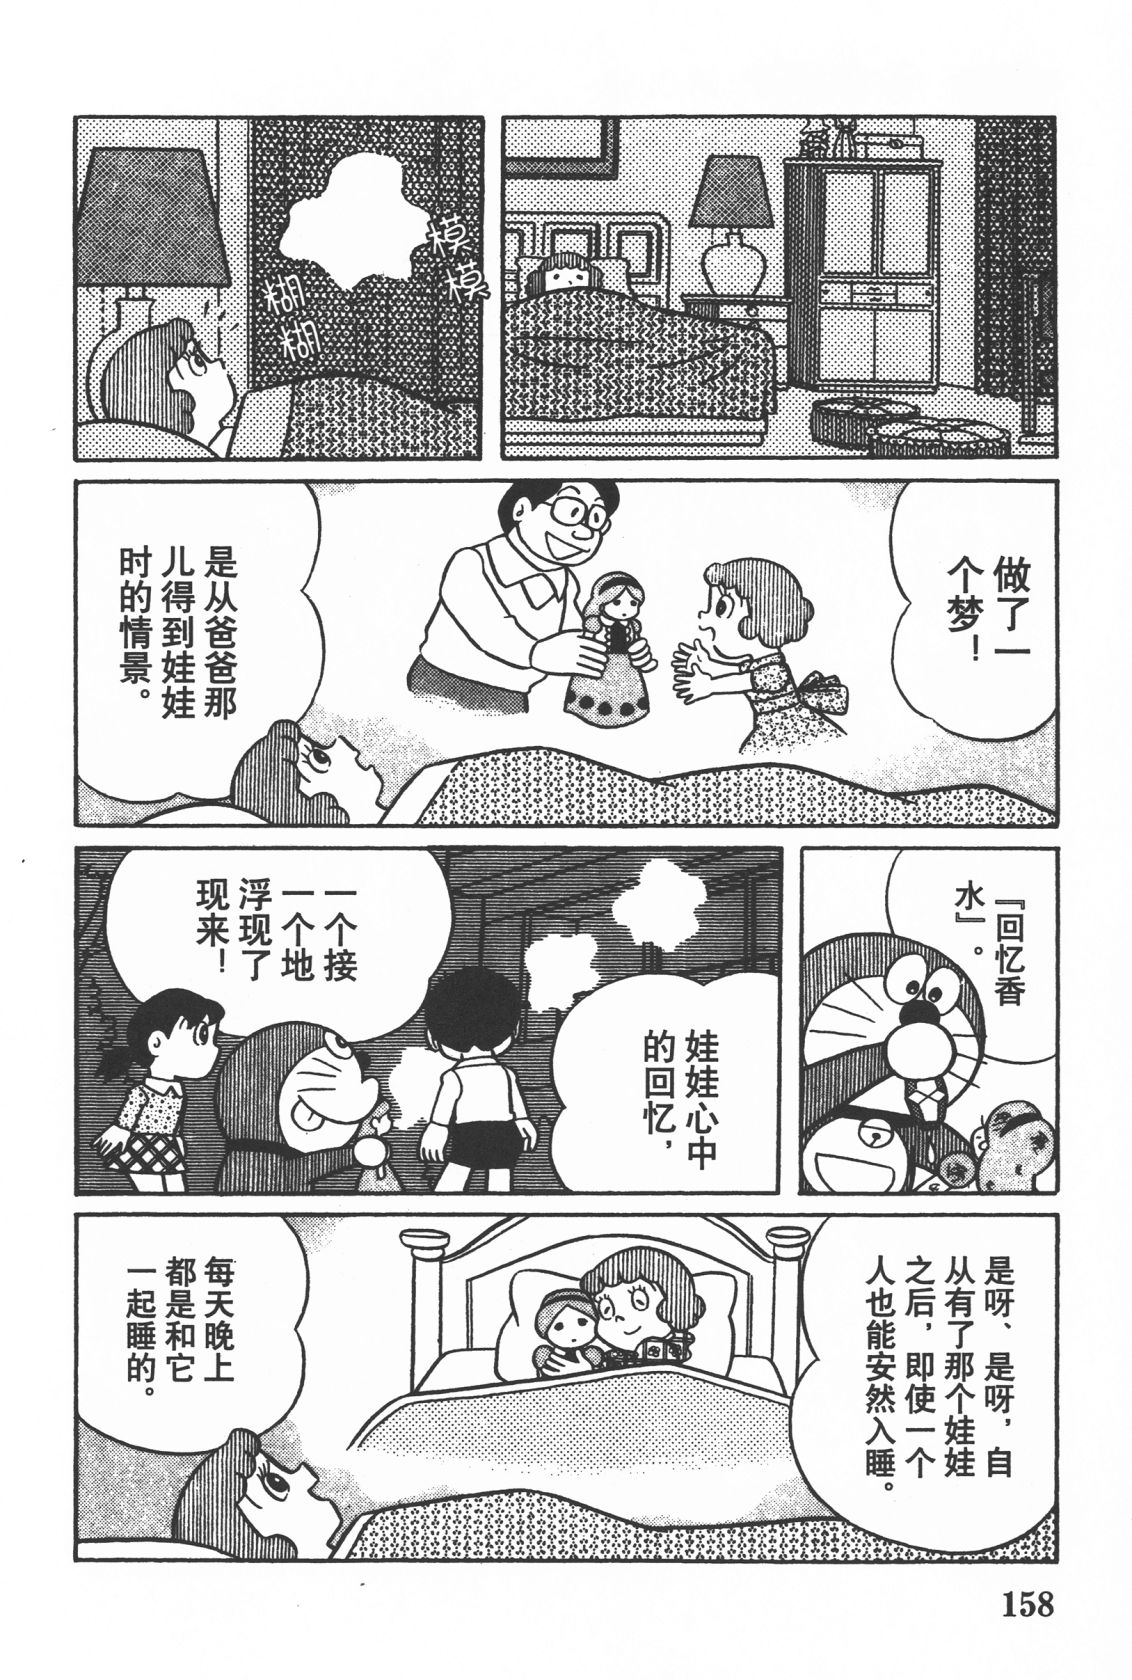 模
模
糊
糊
做了一
个梦！
是从爸爸那
儿得到娃娃
时的情景。
『回忆香
水』。
娃娃心中
的回忆，
一个接
一个地
浮现了
现来！
是呀、是呀，自
从有了那个娃娃
之后，即使一个
人也能安然入睡。
每天晚上
都是和它
一起睡的。
158